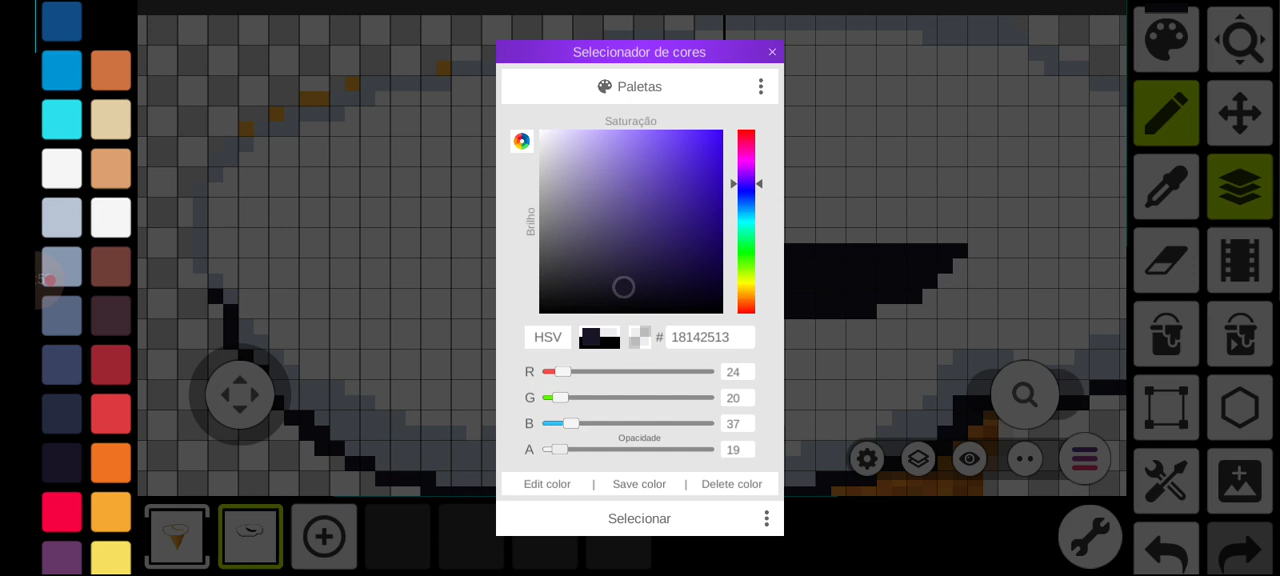 Selecionador de cores ×
Paletas
Saturação
Brilho
HSV # 18142513
R 24
G 20
B 37
Opacidade
A 19
Edit color | Save color | Delete color
Selecionar